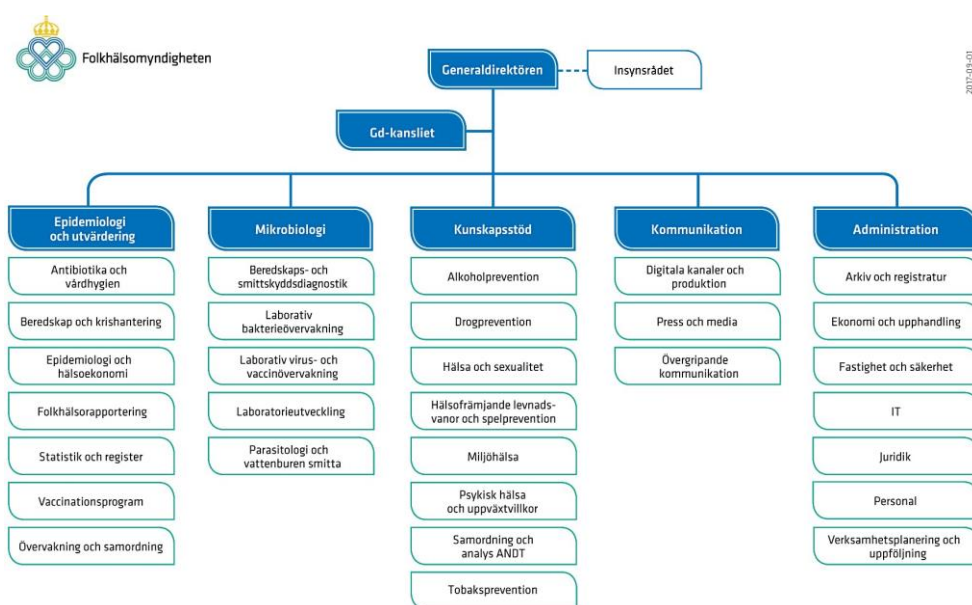 Folkhälsomyndigheten
2017-09-01
Generaldirektören
Insynsrådet
Gd-kansliet
Epidemiologi
och utvärdering
Antibiotika och
vårdhygien
Beredskap och krishantering
Epidemiologi och
hälsoekonomi
Folkhälsorapportering
Statistik och register
Vaccinationsprogram
Övervakning och samordning
Mikrobiologi
Beredskaps- och
smittskyddsdiagnostik
Laborativ
bakterieövervakning
Laborativ virus- och
vaccinövervakning
Laboratorieutveckling
Parasitologi och
vattenburen smitta
Kunskapsstöd
Alkoholprevention
Drogprevention
Hälsa och sexualitet
Hälsofrämjande levnads-
vanor och spelprevention
Miljöhälsa
Psykisk hälsa
och uppväxtvillkor
Samordning och
analys ANDT
Tobaksprevention
Kommunikation
Digitala kanaler och
produktion
Press och media
Övergripande
kommunikation
Administration
Arkiv och registratur
Ekonomi och upphandling
Fastighet och säkerhet
IT
Juridik
Personal
Verksamhetsplanering och
uppföljning